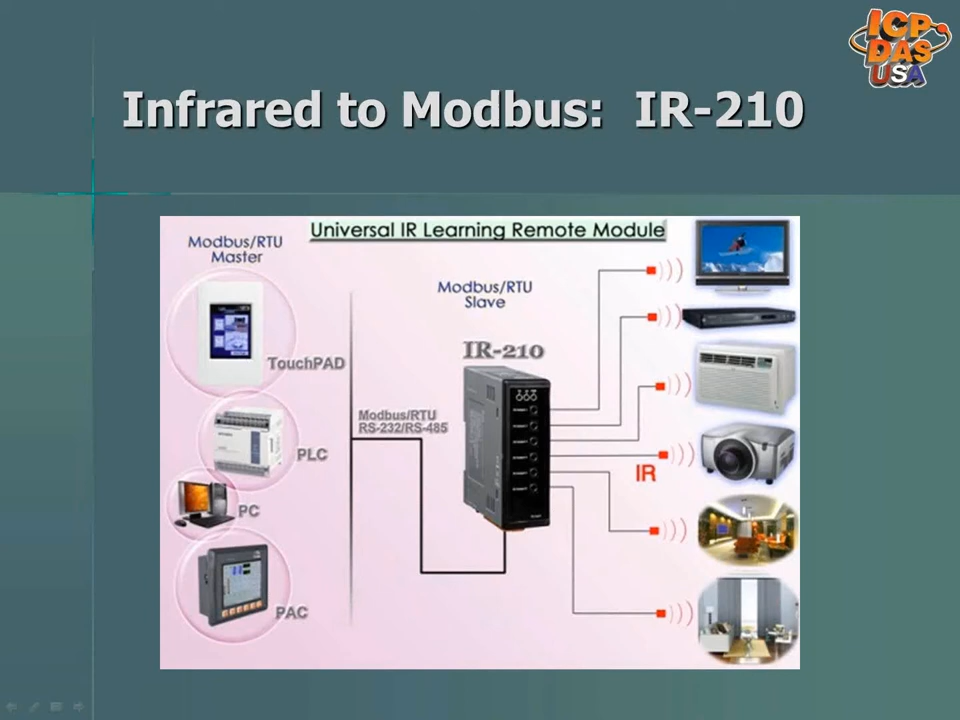 ICP
DAS
USA
Infrared to Modbus: IR-210
Universal IR Learning Remote Module
Modbus/RTU
Master
Modbus/RTU
Slave
IR-210
TouchPAD
Modbus/RTU
RS-232/RS-485
PLC
IR
PC
PAC